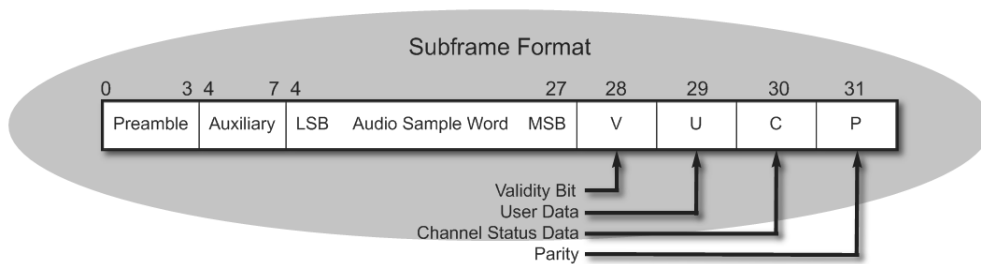 Subframe Format
0 3 4 7 4 27 28 29 30 31
Preamble Auxiliary LSB Audio Sample Word MSB V U C P
Validity Bit
User Data
Channel Status Data
Parity